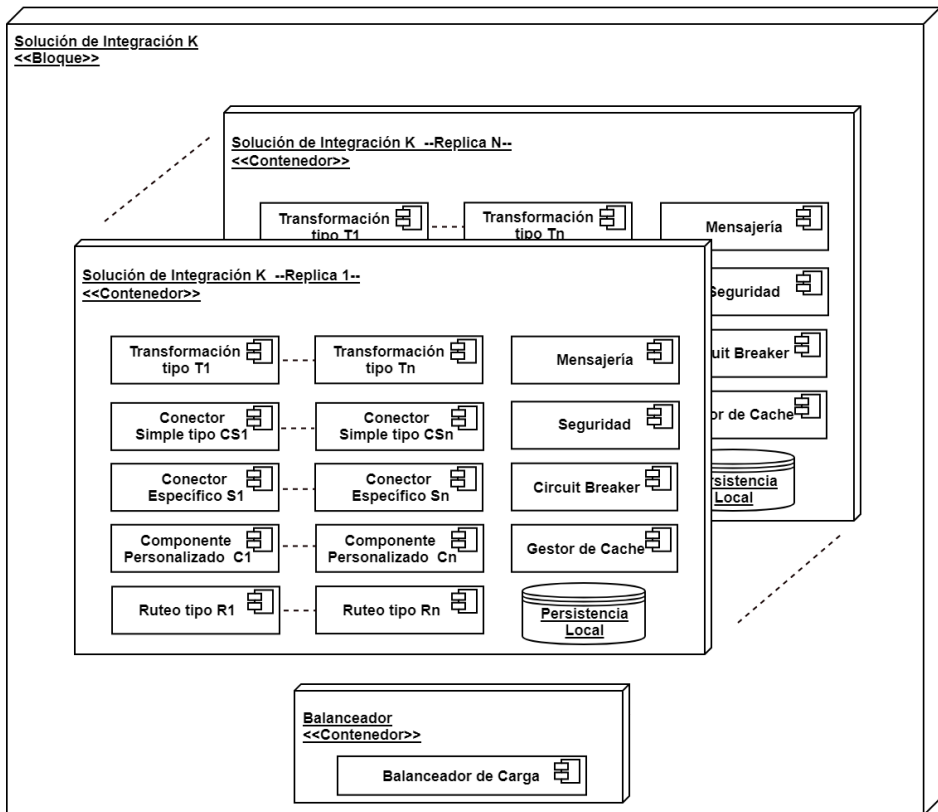 Solución de Integración K
<<Bloque>>
Solución de Integración K --Replica N--
<<Contenedor>>
Transformación
tipo T1
Transformación
tipo Tn
Mensajería
Seguridad
uit Breaker
or de Cache
rsistencia
Local
Solución de Integración K --Replica 1--
<<Contenedor>>
Transformación
tipo T1
Transformación
tipo Tn
Mensajería
Conector
Simple tipo CS1
Conector
Simple tipo CSn
Seguridad
Conector
Específico S1
Conector
Específico Sn
Circuit Breaker
Componente
Personalizado C1
Componente
Personalizado Cn
Gestor de Cache
Ruteo tipo R1
Ruteo tipo Rn
Persistencia
Local
Balanceador
<<Contenedor>>
Balanceador de Carga